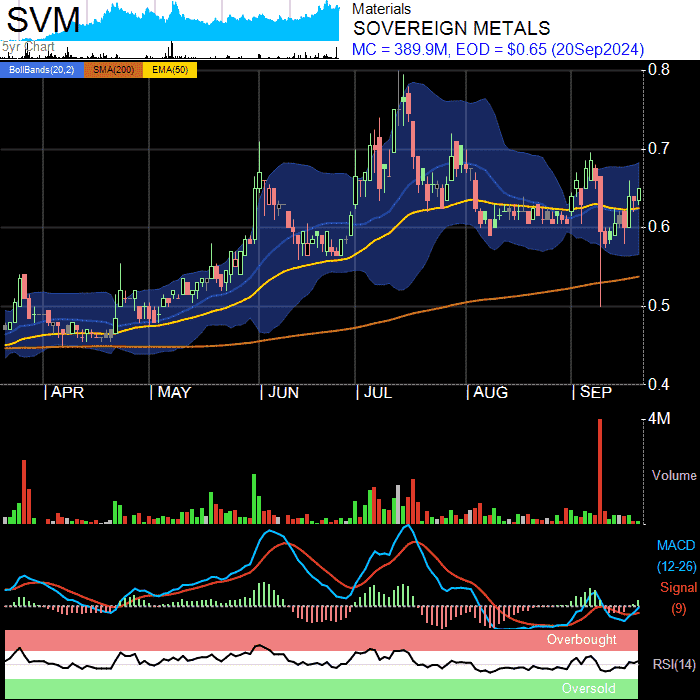 SVM
5yr Chart
Materials
SOVEREIGN METALS
MC = 389.9M, EOD = $0.65 (20Sep2024)
BollBands(20,2) SMA(200) EMA(50)
0.8
0.7
0.6
0.5
0.4
APR MAY JUN JUL AUG SEP
4M
Volume
MACD
(12-26)
Signal
(9)
Overbought
RSI(14)
Oversold